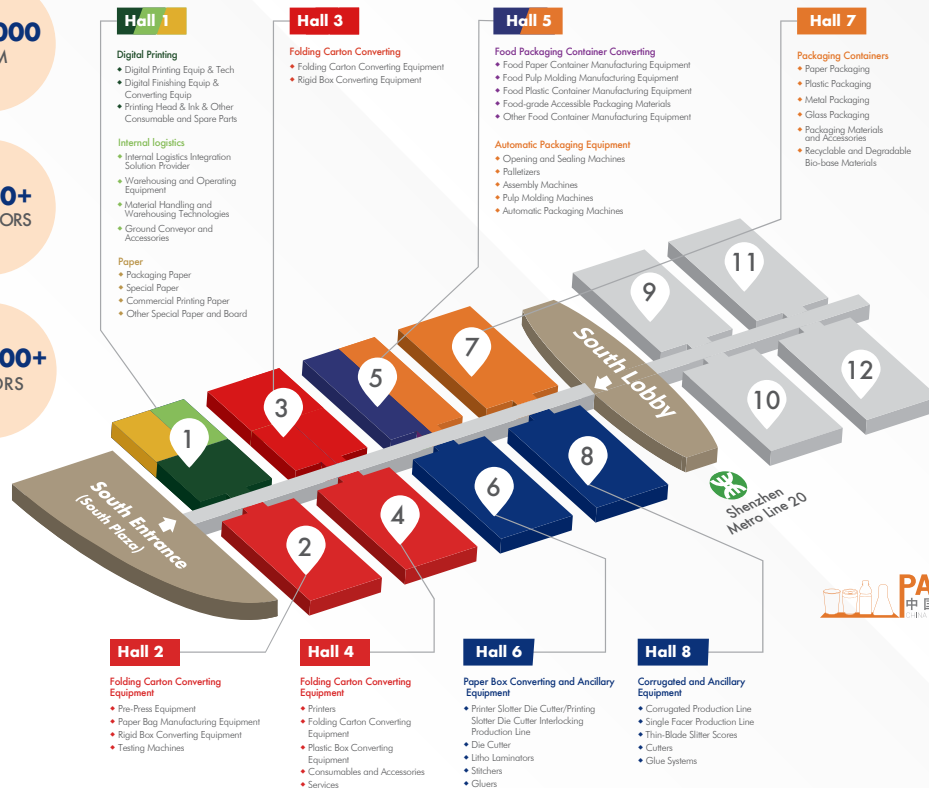 000
M
0+
ORS
00+
ORS
Hall 1
Digital Printing
Digital Printing Equip & Tech
Digital Finishing Equip &
Converting Equip
Printing Head & Ink & Other
Consumable and Spare Parts
Internal logistics
Internal Logistics Integration
Solution Provider
Warehousing and Operating
Equipment
Material Handling and
Warehousing Technologies
Ground Conveyor and
Accessories
Paper
Packaging Paper
Special Paper
Commercial Printing Paper
Other Special Paper and Board
Hall 3
Folding Carton Converting
Folding Carton Converting Equipment
Rigid Box Converting Equipment
Hall 5
Food Packaging Container Converting
Food Paper Container Manufacturing Equipment
Food Pulp Molding Manufacturing Equipment
Food Plastic Container Manufacturing Equipment
Food-grade Accessible Packaging Materials
Other Food Container Manufacturing Equipment
Automatic Packaging Equipment
Opening and Sealing Machines
Palletizers
Assembly Machines
Pulp Molding Machines
Automatic Packaging Machines
Hall 7
Packaging Containers
Paper Packaging
Plastic Packaging
Metal Packaging
Glass Packaging
Packaging Materials
and Accessories
Recyclable and Degradable
Bio-base Materials
11
9
12
10
7
5
3
1
8
6
4
2
South Lobby
South Entrance
(South Plaza)
Shenzhen
Metro Line 20
PA
中国
CHINA
Hall 2
Folding Carton Converting
Equipment
Pre-Press Equipment
Paper Bag Manufacturing Equipment
Rigid Box Converting Equipment
Testing Machines
Hall 4
Folding Carton Converting
Equipment
Printers
Folding Carton Converting
Equipment
Plastic Box Converting
Equipment
Consumables and Accessories
Services
Hall 6
Paper Box Converting and Ancillary
Equipment
Printer Slotter Die Cutter/Printing
Slotter Die Cutter Interlocking
Production Line
Die Cutter
Litho Laminators
Stitchers
Gluers
Hall 8
Corrugated and Ancillary
Equipment
Corrugated Production Line
Single Facer Production Line
Thin-Blade Slitter Scores
Cutters
Glue Systems